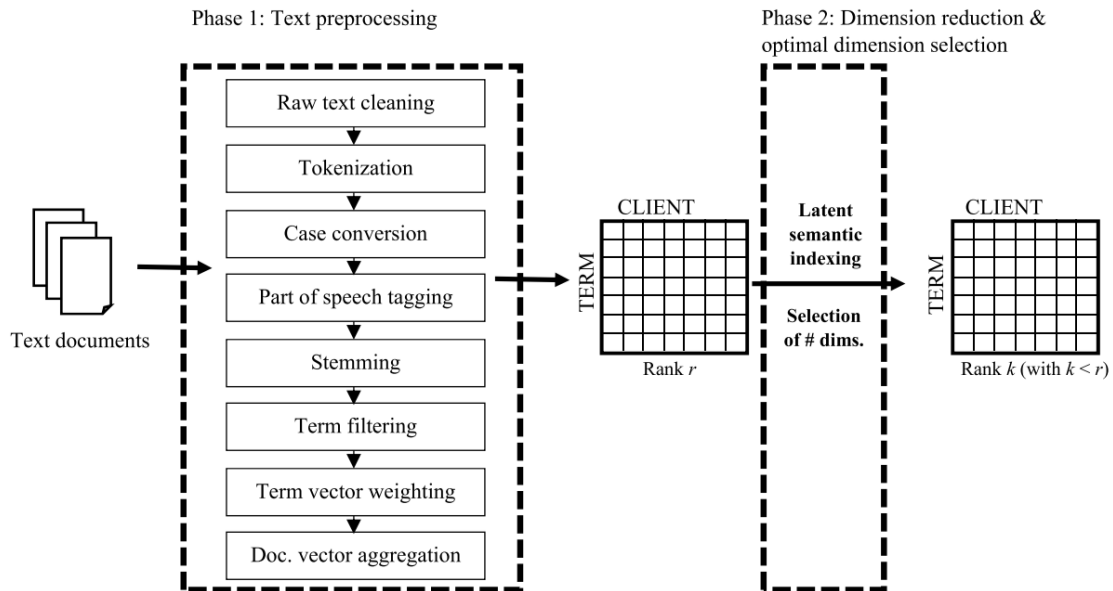 Phase 1: Text preprocessing
Raw text cleaning
Tokenization
Case conversion
Part of speech tagging
Stemming
Term filtering
Term vector weighting
Doc. vector aggregation
Text documents
CLIENT
TERM
Rank r
Phase 2: Dimension reduction &
optimal dimension selection
Latent
semantic
indexing
Selection
of # dims.
CLIENT
TERM
Rank k (with k < r)